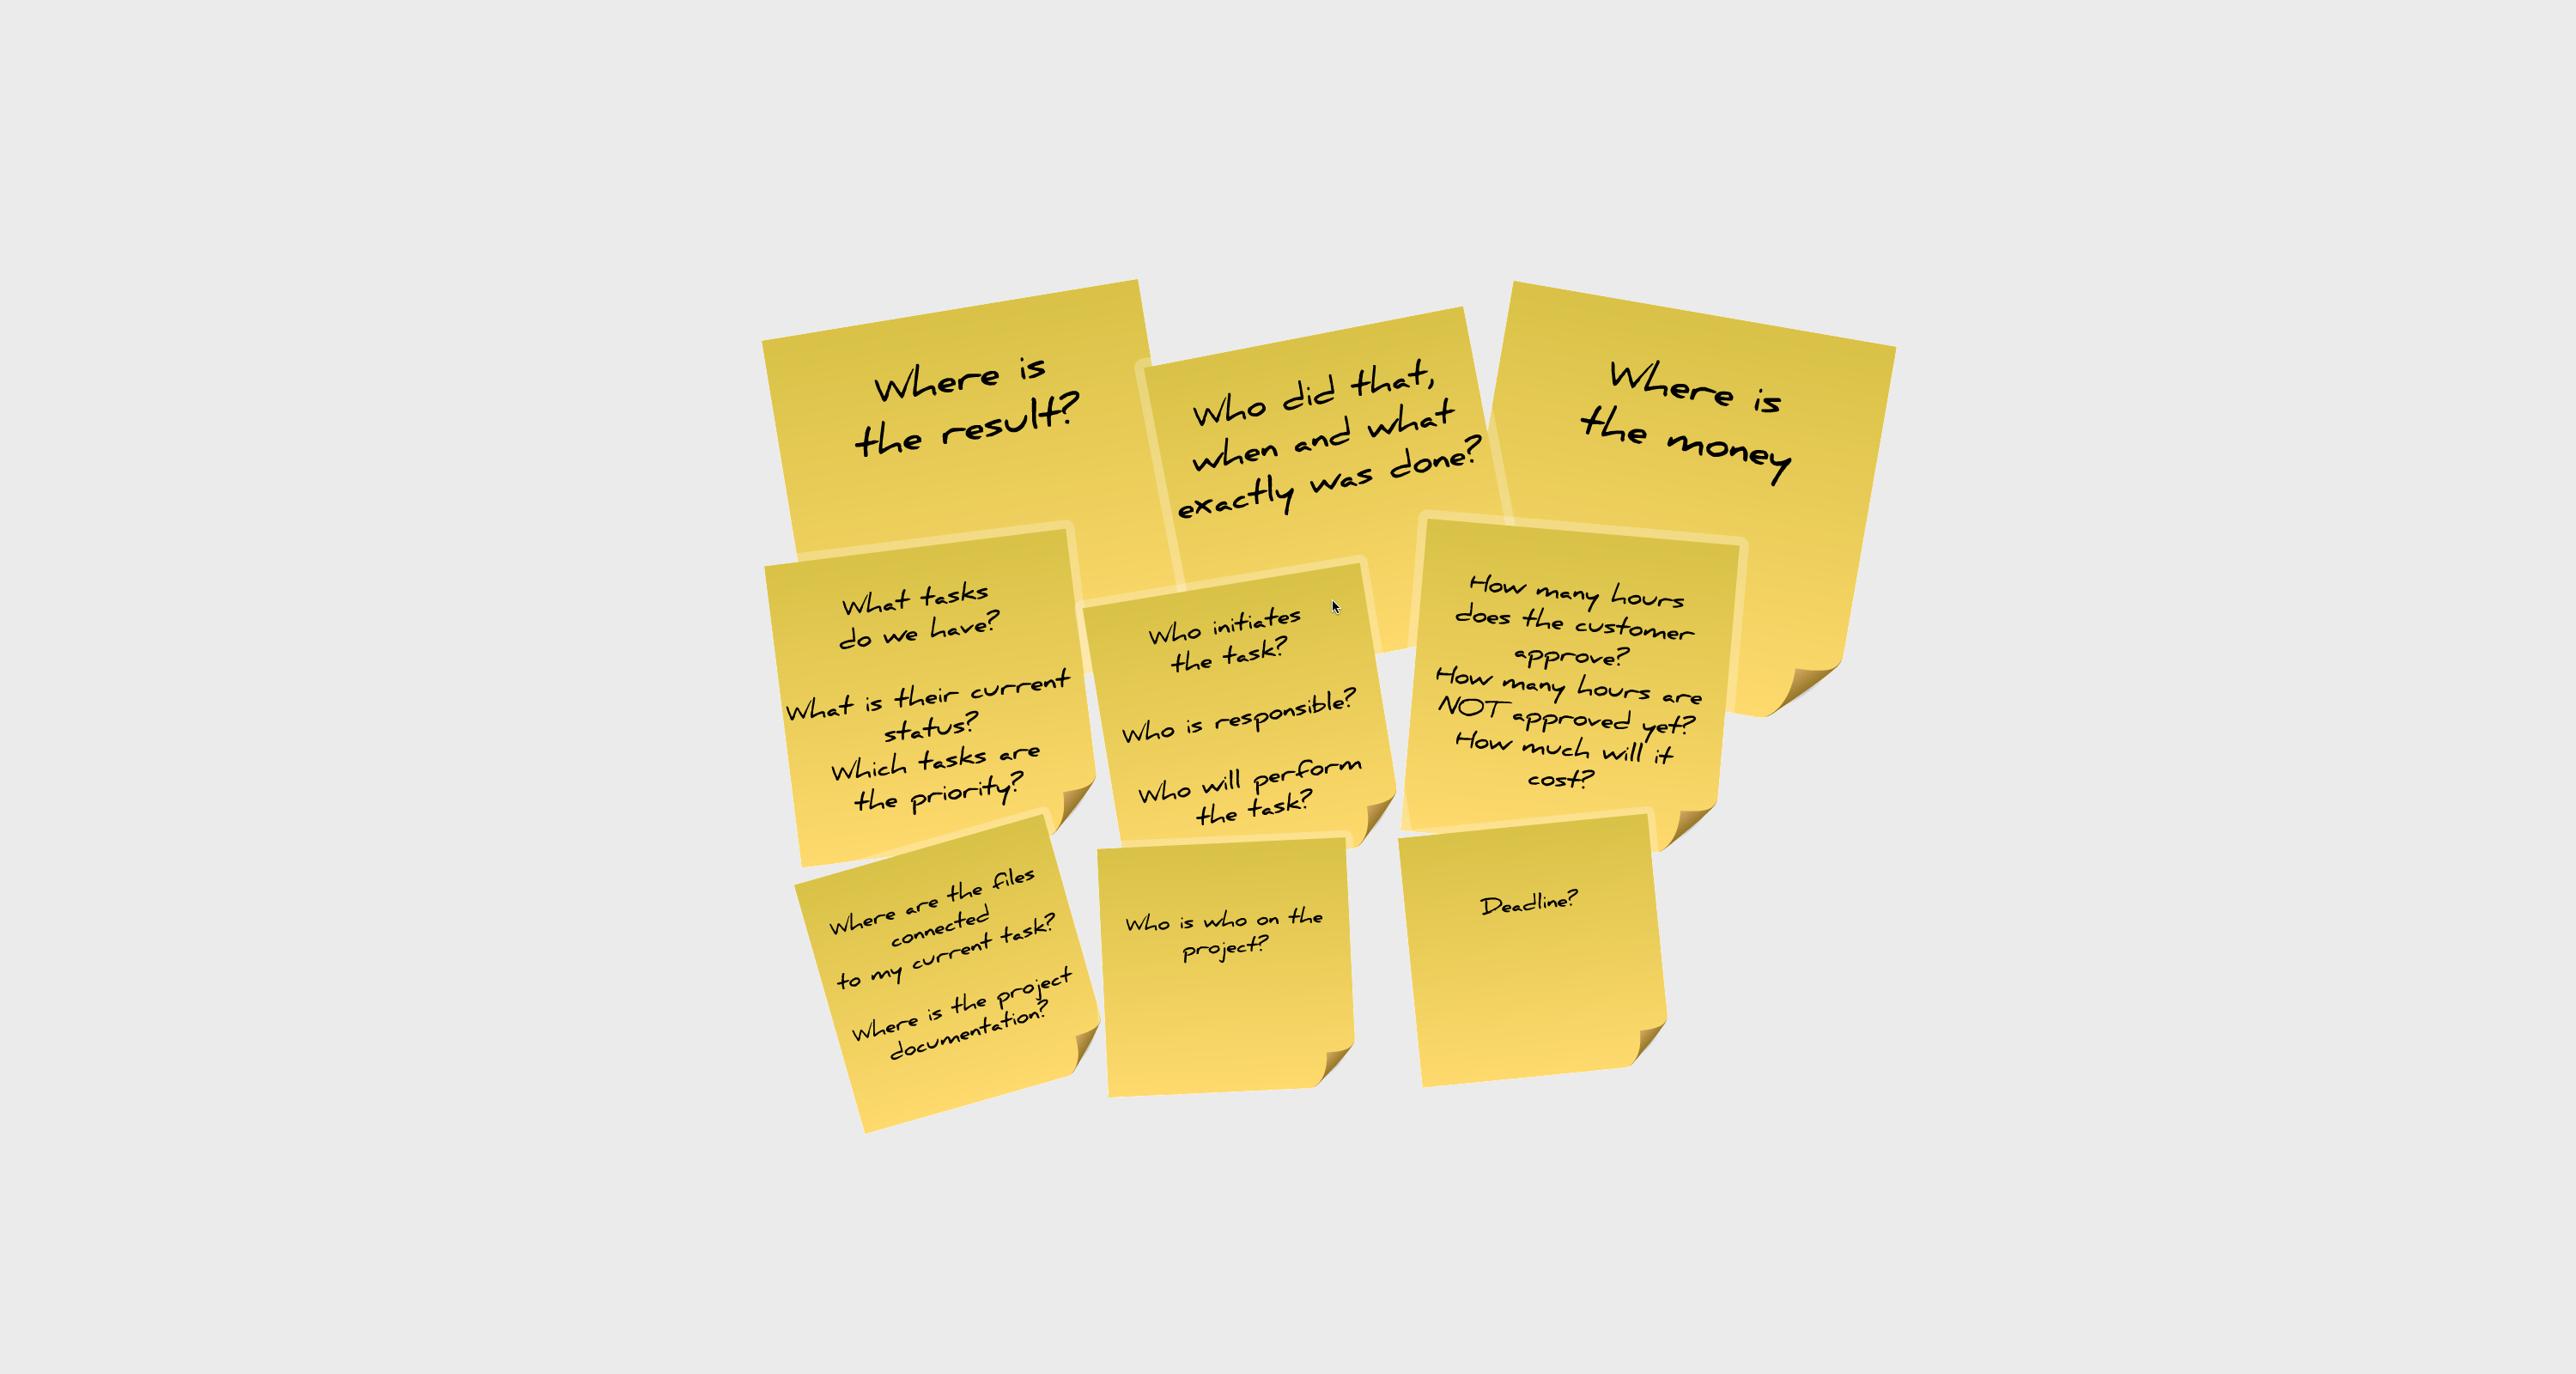 Where is
the result?
Who did that,
when and what
exactly was done?
Where is
the money
What tasks
do we have?
What is their current
status?
Which tasks are
the priority?
Who initiates
the task?
Who is responsible?
Who will perform
the task?
How many hours
does the customer
approve?
How many hours are
NOT approved yet?
How much will it
cost?
Where are the files
connected
to my current task?
Where is the project
documentation?
Who is who on the
project?
Deadline?